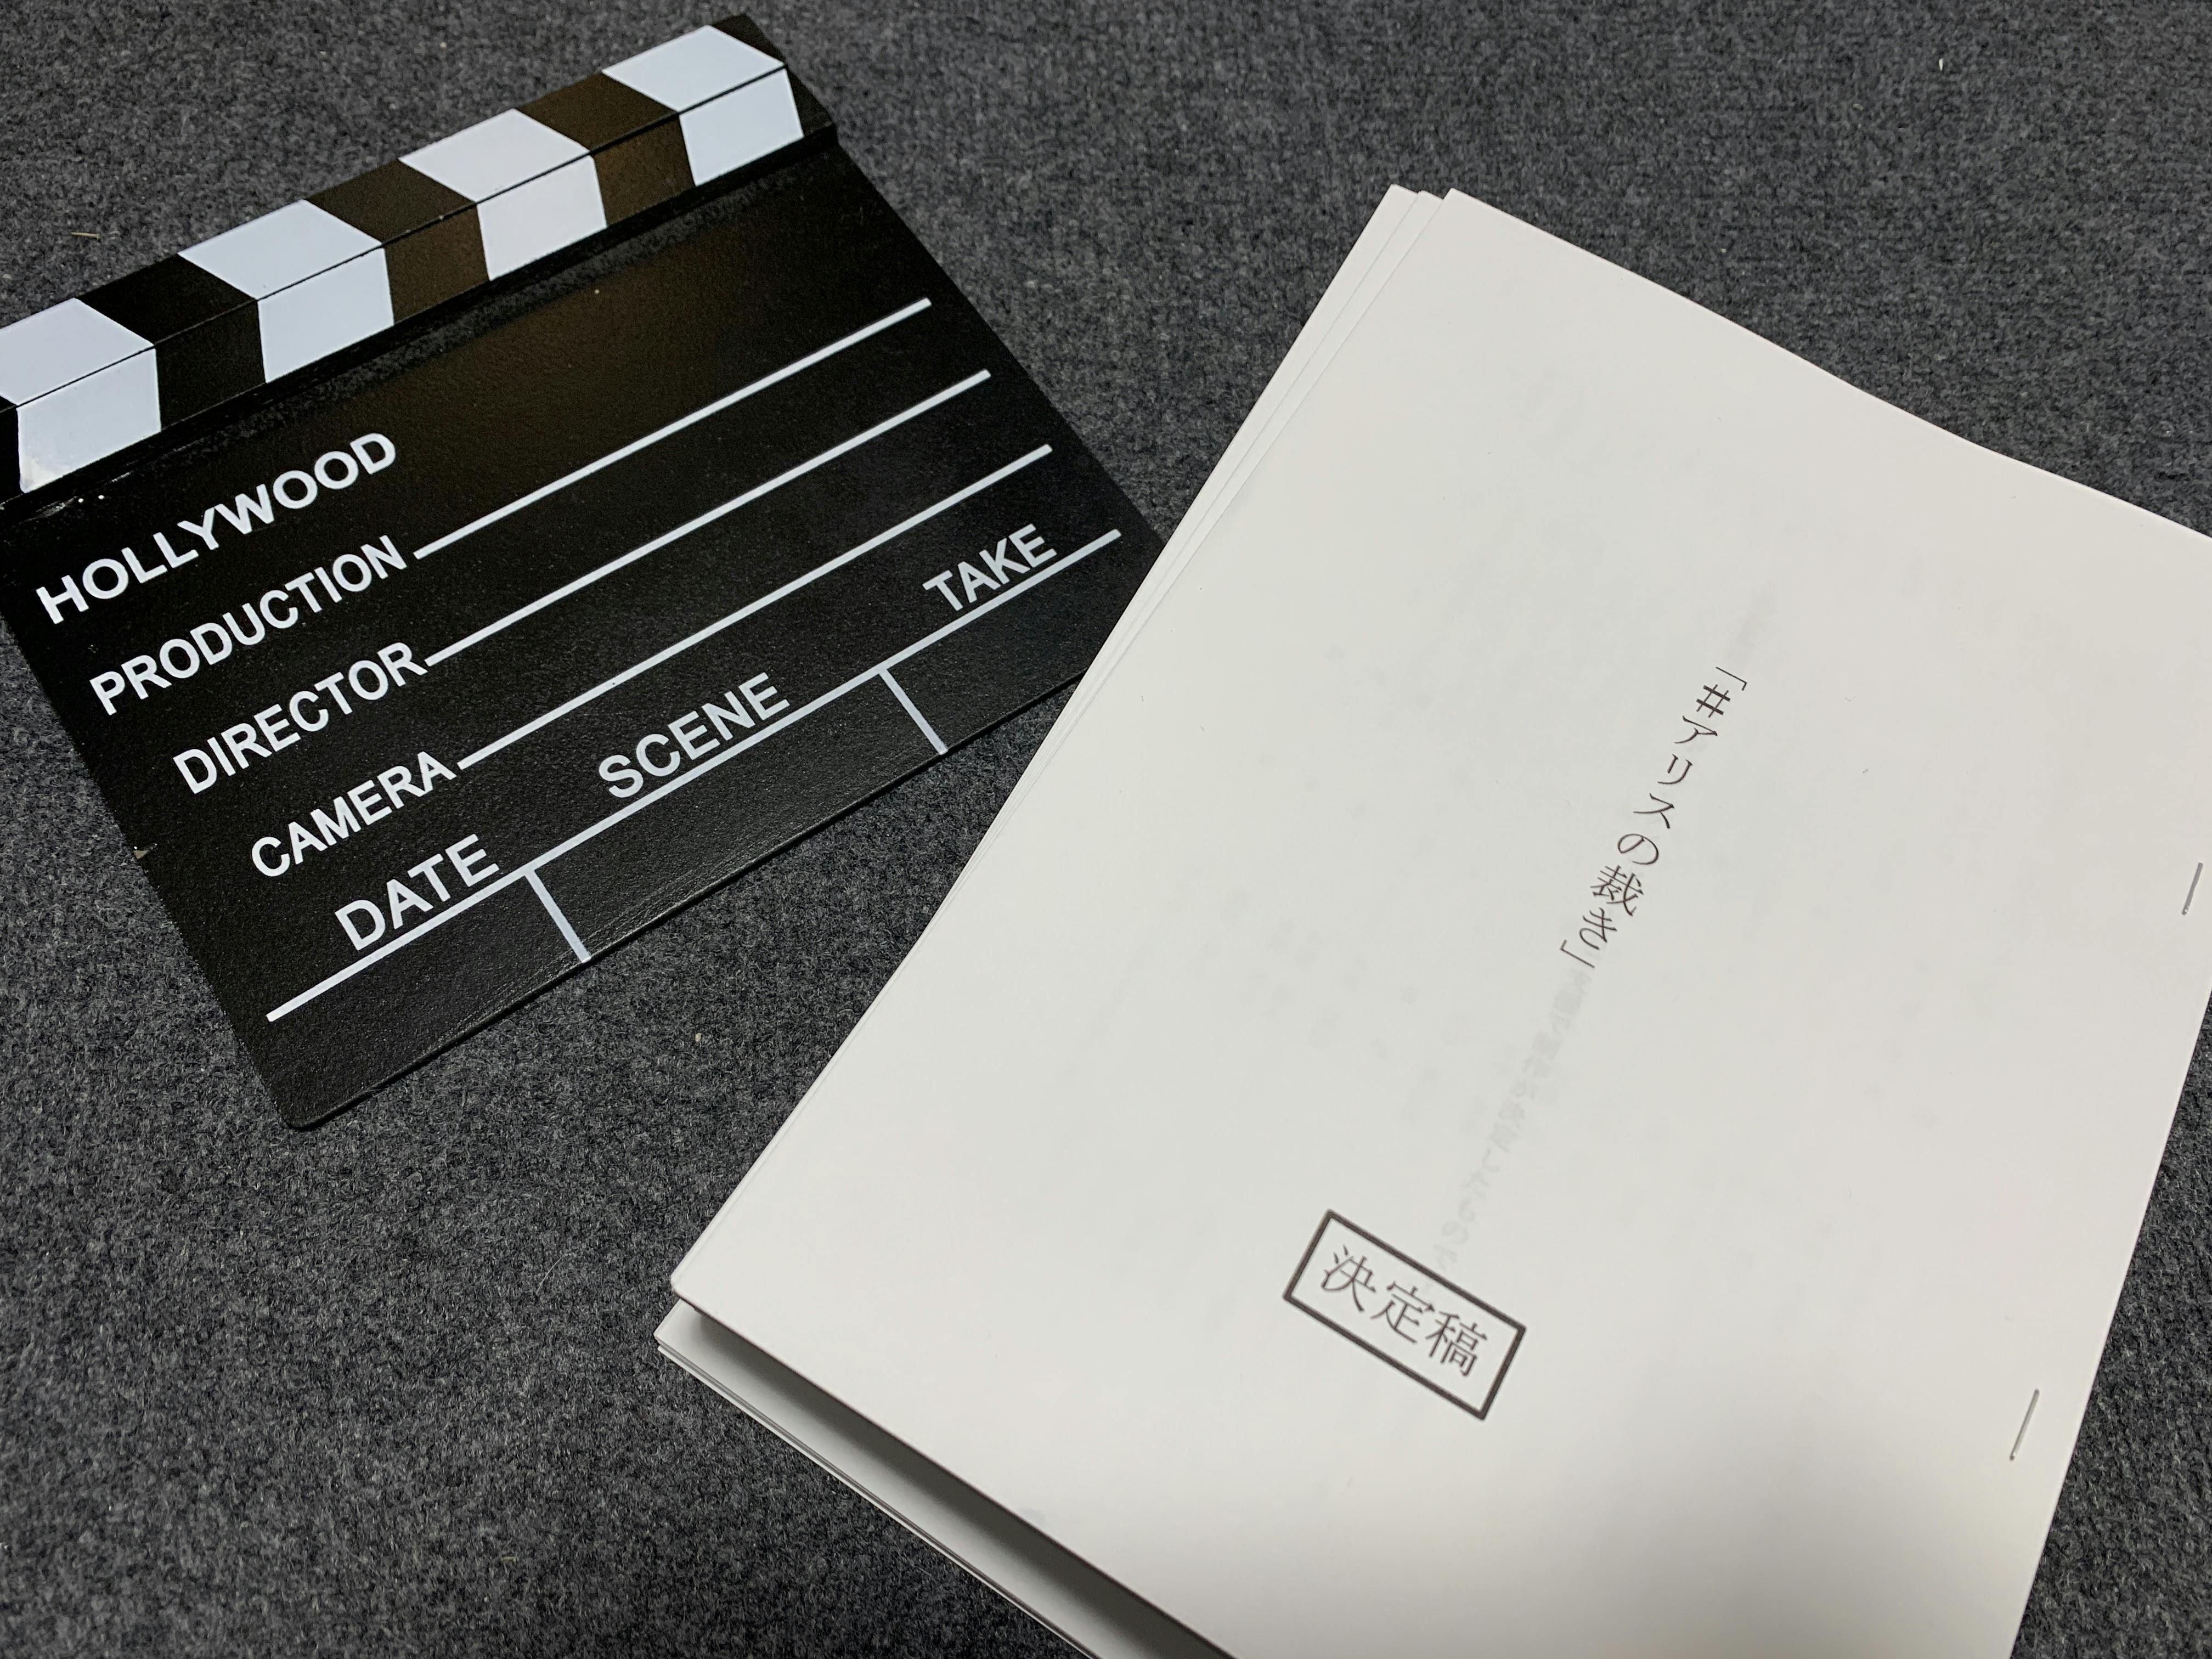 HOLLYWOOD
PRODUCTION
DIRECTOR
CAMERA
DATE SCENE TAKE
「#アリスの裁き」
決定稿